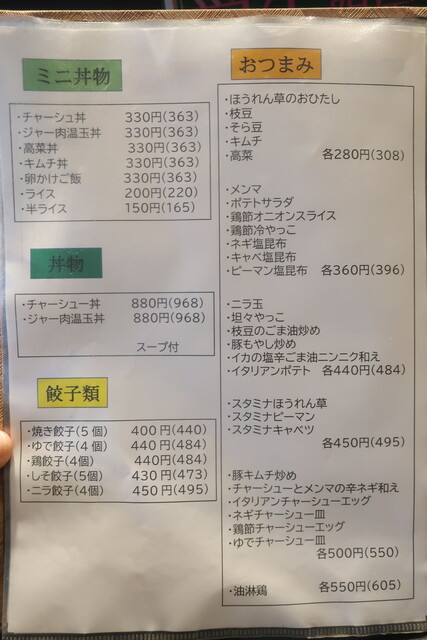 ミニ丼物
・チャーシュ丼 330円(363)
・ジャー肉温玉丼 330円(363)
・高菜丼 330円(363)
・キムチ丼 330円(363)
・卵かけご飯 330円(363)
・ライス 200円(220)
・半ライス 150円(165)
丼物
・チャーシュー丼 880円(968)
・ジャー肉温玉丼 880円(968)
スープ付
餃子類
・焼き餃子(5個) 400円(440)
・ゆで餃子(4個) 440円(484)
・鶏餃子(4個) 440円(484)
・しそ餃子(5個) 430円(473)
・ニラ餃子(4個) 450円(495)
おつまみ
・ほうれん草のおひたし
・枝豆
・そら豆
・キムチ
・高菜 各280円(308)
・メンマ
・ポテトサラダ
・鶏節オニオンスライス
・鶏節冷やっこ
・ネギ塩昆布
・キャベ塩昆布
・ピーマン塩昆布 各360円(396)
・ニラ玉
・坦々やっこ
・枝豆のごま油炒め
・豚もやし炒め
・イカの塩辛ごま油ニンニク和え
・イタリアンポテト 各440円(484)
・スタミナほうれん草
・スタミナピーマン
・スタミナキャベツ
各450円(495)
・豚キムチ炒め
・チャーシューとメンマの辛ネギ和え
・イタリアンチャーシューエッグ
・ネギチャーシュー皿
・鶏節チャーシューエッグ
・ゆでチャーシュー皿
各500円(550)
・油淋鶏 各550円(605)